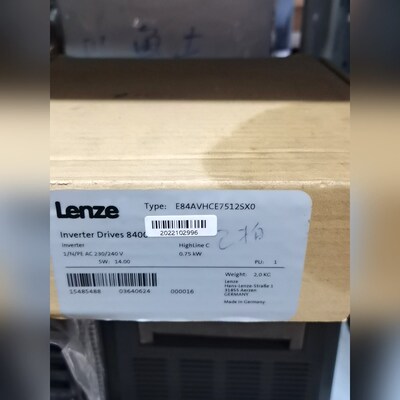 Lenze
Type: E84AVHCE7512SX0
2022102996
Inverter Drives 8400
Inverter HighLine C
1/N/PE AC 230/240 V 0.75 kW
SW: 14.00 PU: 1
Weight: 2,0 KG
15485488 03640624 000016
Lenze
Hans-Lenze-Straße 1
31855 Aerzen
GERMANY
Made in Germany